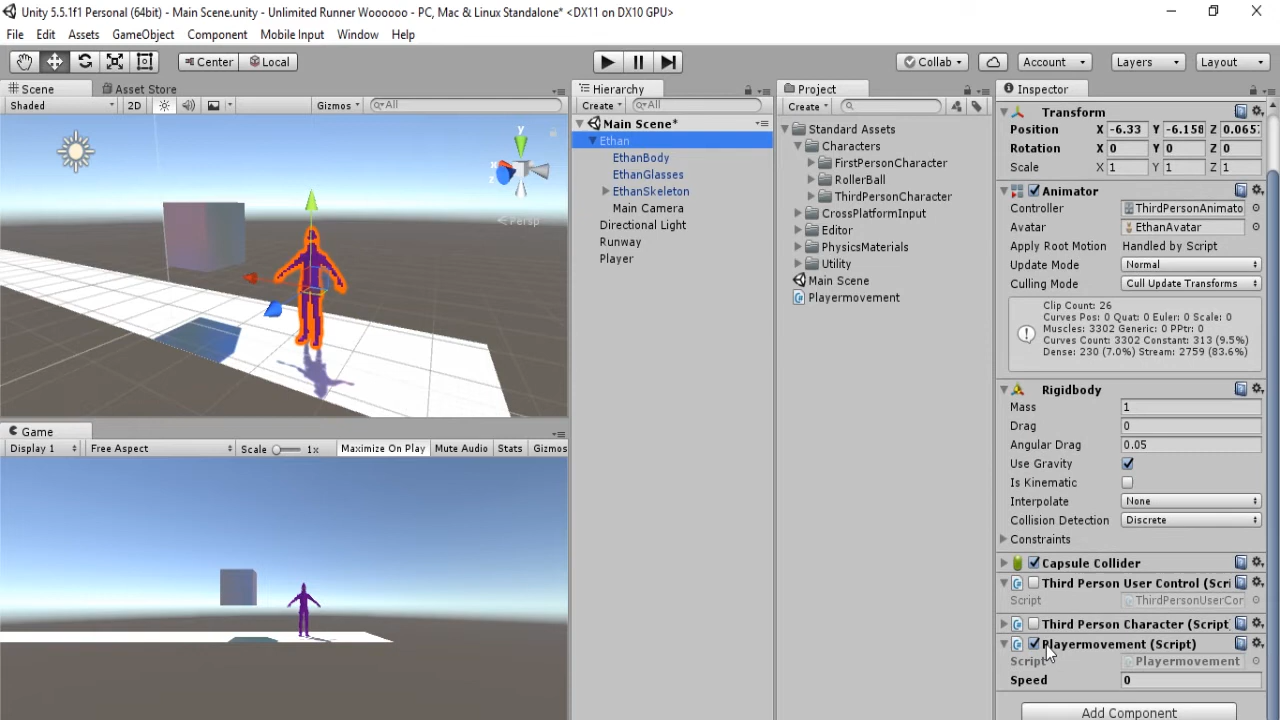 Unity 5.5.1f1 Personal (64bit) - Main Scene.unity - Unlimited Runner Woooooo - PC, Mac & Linux Standalone* <DX11 on DX10 GPU>
File Edit Assets GameObject Component Mobile Input Window Help
Center Local Collab Account Layers Layout
Scene Asset Store
Shaded 2D Gizmos All
y
x
z
Persp
Game
Display 1 Free Aspect Scale 1x Maximize On Play Mute Audio Stats Gizmos
Hierarchy
Create All
Main Scene*
Ethan
EthanBody
EthanGlasses
EthanSkeleton
Main Camera
Directional Light
Runway
Player
Project
Create
Standard Assets
Characters
FirstPersonCharacter
RollerBall
ThirdPersonCharacter
CrossPlatformInput
Editor
PhysicsMaterials
Utility
Main Scene
Playermovement
Inspector
Transform
Position X -6.33 Y -6.158 Z 0.065
Rotation X 0 Y 0 Z 0
Scale X 1 Y 1 Z 1
Animator
Controller ThirdPersonAnimato
Avatar EthanAvatar
Apply Root Motion Handled by Script
Update Mode Normal
Culling Mode Cull Update Transforms
Clip Count: 26
Curves Pos: 0 Quat: 0 Euler: 0 Scale: 0
Muscles: 3302 Generic: 0 PPtr: 0
Curves Count: 3302 Constant: 313 (9.5%)
Dense: 230 (7.0%) Stream: 2759 (83.6%)
Rigidbody
Mass 1
Drag 0
Angular Drag 0.05
Use Gravity
Is Kinematic
Interpolate None
Collision Detection Discrete
Constraints
Capsule Collider
Third Person User Control (Scri
Script ThirdPersonUserCor
Third Person Character (Script)
Playermovement (Script)
Script Playermovement
Speed 0
Add Component